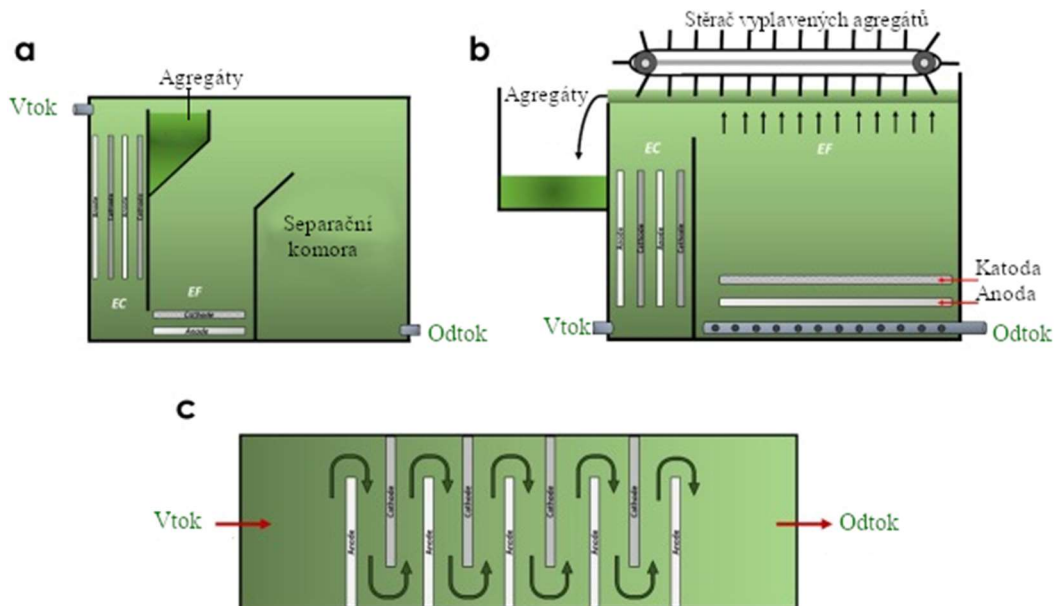 a
Agregáty
Vtok
Anode
Cathode
Anode
Cathode
EC
EF
Cathode
Anode
Separační
komora
Odtok
b
Stěrač vyplavených agregátů
Agregáty
EC
EF
Anode
Cathode
Anode
Cathode
Katoda
Anoda
Vtok
Odtok
c
Vtok
Anode
Cathode
Anode
Cathode
Anode
Cathode
Anode
Cathode
Anode
Odtok